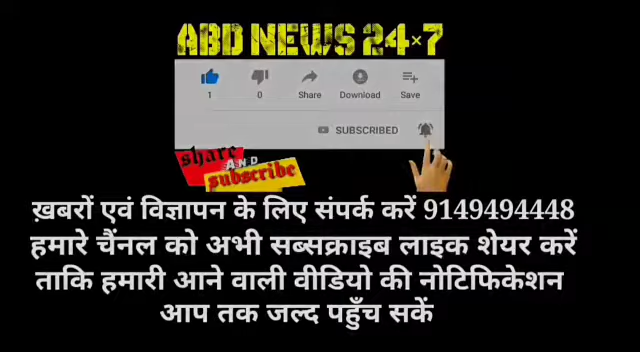 ABD NEWS 24×7
1 0 Share Download Save
SUBSCRIBED
share
AND
subscribe
ख़बरों एवं विज्ञापन के लिए संपर्क करें 9149494448
हमारे चैंनल को अभी सब्सक्राइब लाइक शेयर करें
ताकि हमारी आने वाली वीडियो की नोटिफिकेशन
आप तक जल्द पहुँच सकें